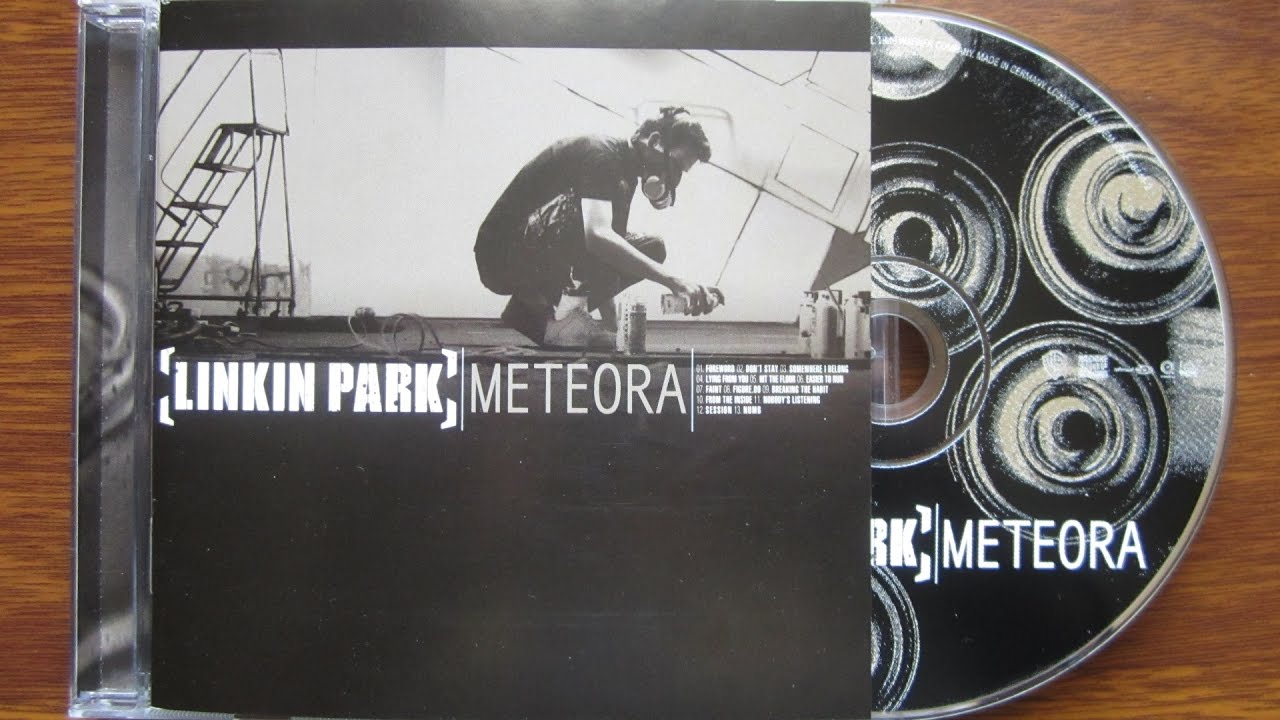 [LINKIN PARK] METEORA
01. FOREWORD 02. DON'T STAY 03. SOMEWHERE I BELONG
04. LYING FROM YOU 05. HIT THE FLOOR 06. EASIER TO RUN
07. FAINT 08. FIGURE.09 09. BREAKING THE HABIT
10. FROM THE INSIDE 11. NOBODY'S LISTENING
12. SESSION 13. NUMB
MADE IN GERMANY
RK] METEORA